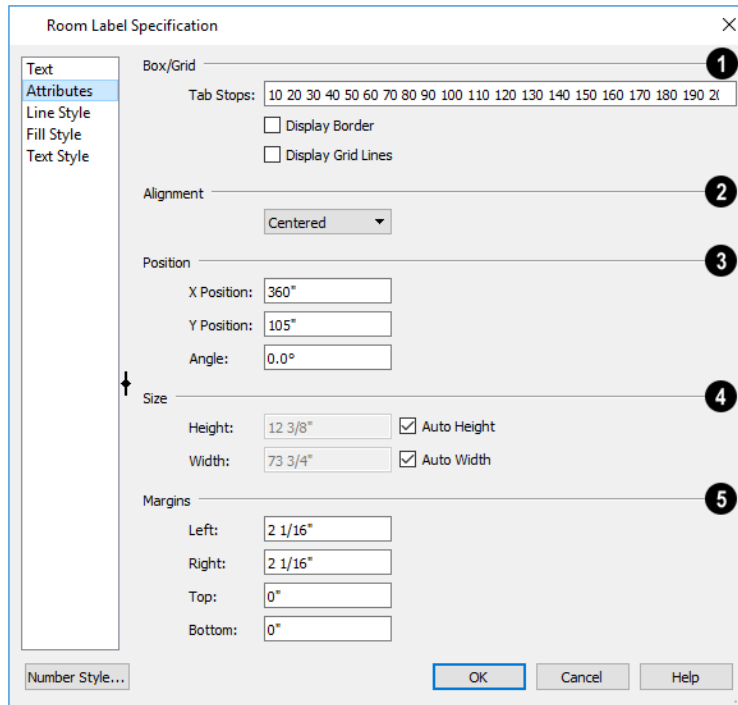 Room Label Specification
Text
Attributes
Line Style
Fill Style
Text Style
Box/Grid 1
Tab Stops: 10 20 30 40 50 60 70 80 90 100 110 120 130 140 150 160 170 180 190
Display Border
Display Grid Lines
Alignment 2
Centered
Position 3
X Position: 360"
Y Position: 105"
Angle: 0.0°
Size 4
Height: 12 3/8" Auto Height
Width: 73 3/4" Auto Width
Margins 5
Left: 2 1/16"
Right: 2 1/16"
Top: 0"
Bottom: 0"
Number Style... OK Cancel Help